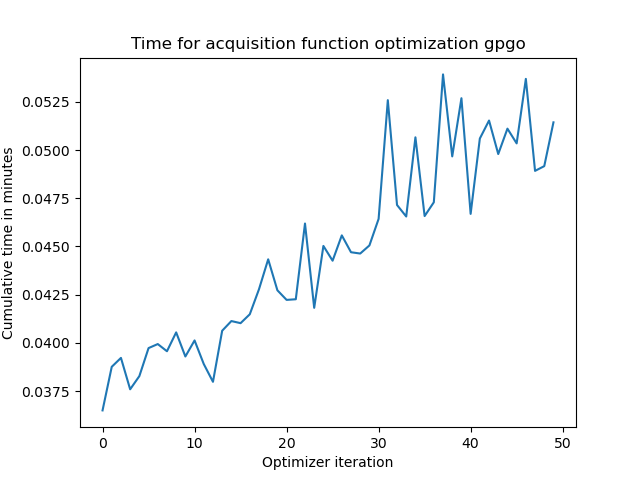 Time for acquisition function optimization gpgo
Cumulative time in minutes
0.0525
0.0500
0.0475
0.0450
0.0425
0.0400
0.0375
0 10 20 30 40 50
Optimizer iteration